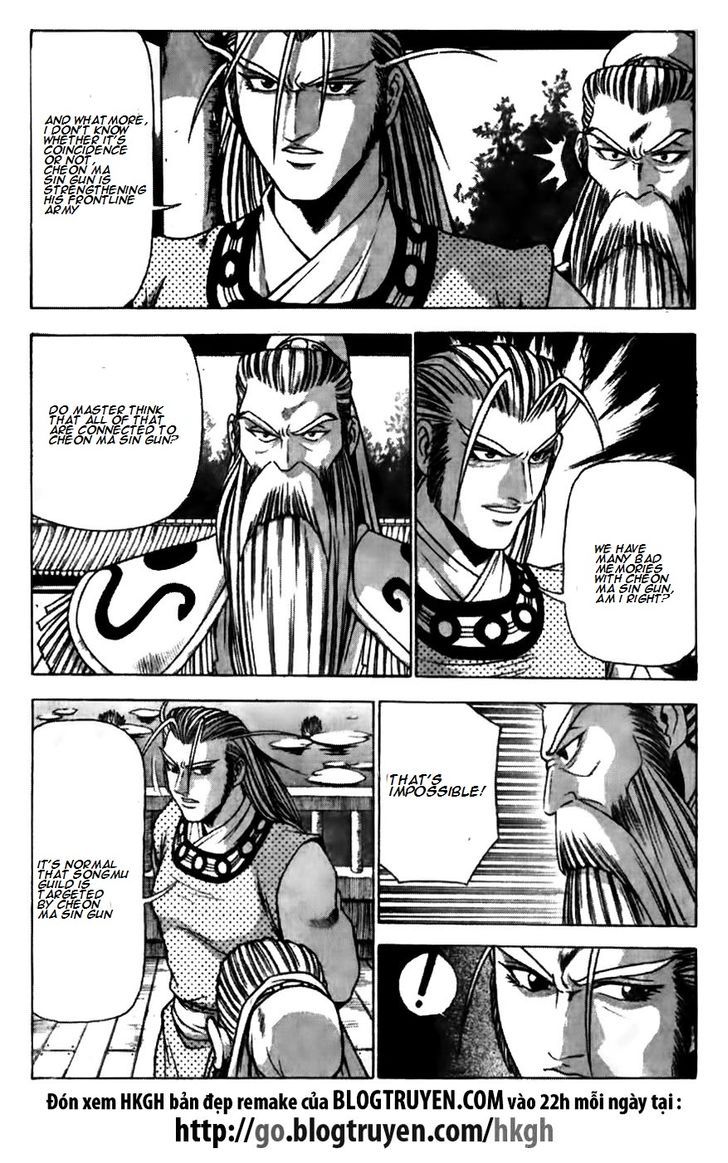 AND WHAT MORE,
I DON'T KNOW
WHETHER IT'S
COINCIDENCE
OR NOT,
CHEON MA
SIN GUN IS
STRENGTHENING
HIS FRONTLINE
ARMY
DO MASTER THINK
THAT ALL OF THAT
ARE CONNECTED TO
CHEON MA SIN GUN?
WE HAVE
MANY BAD
MEMORIES
WITH CHEON
MA SIN GUN,
AM I RIGHT?
IT'S NORMAL
THAT SONGMU
GUILD IS
TARGETED
BY CHEON
MA SIN GUN
THAT'S
IMPOSSIBLE!
!
Đón xem HKGH bản đẹp remake của BLOGTRUYEN.COM vào 22h mỗi ngày tại :
http://go.blogtruyen.com/hkgh